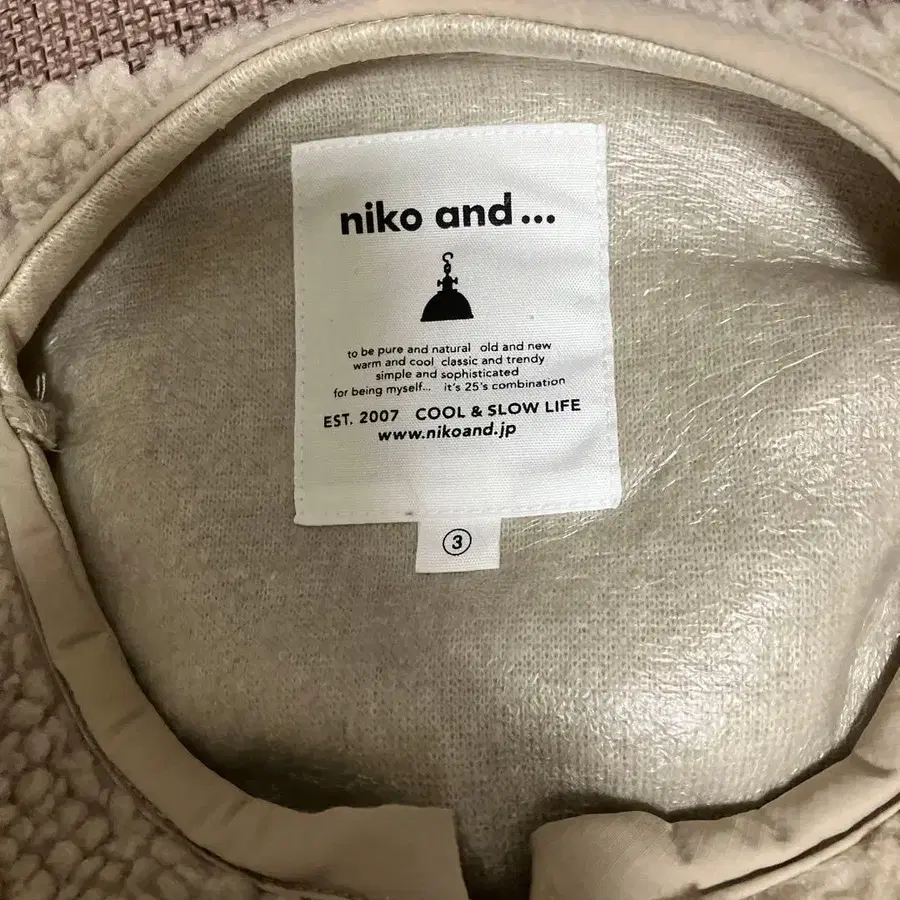 niko and ...
to be pure and natural old and new
warm and cool classic and trendy
simple and sophisticated
for being myself... it's 25's combination
EST. 2007 COOL & SLOW LIFE
www.nikoand.jp
③